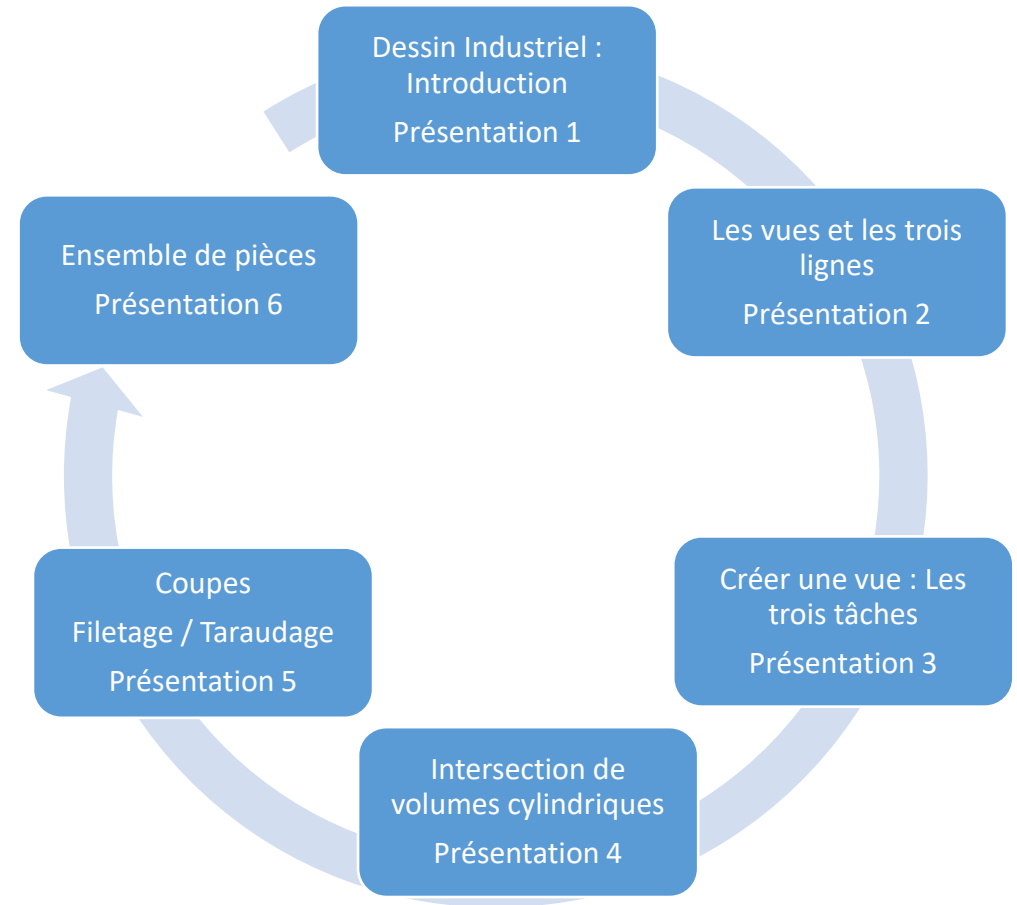 Dessin Industriel :
Introduction
Présentation 1
Les vues et les trois
lignes
Présentation 2
Créer une vue : Les
trois tâches
Présentation 3
Intersection de
volumes cylindriques
Présentation 4
Coupes
Filetage / Taraudage
Présentation 5
Ensemble de pièces
Présentation 6